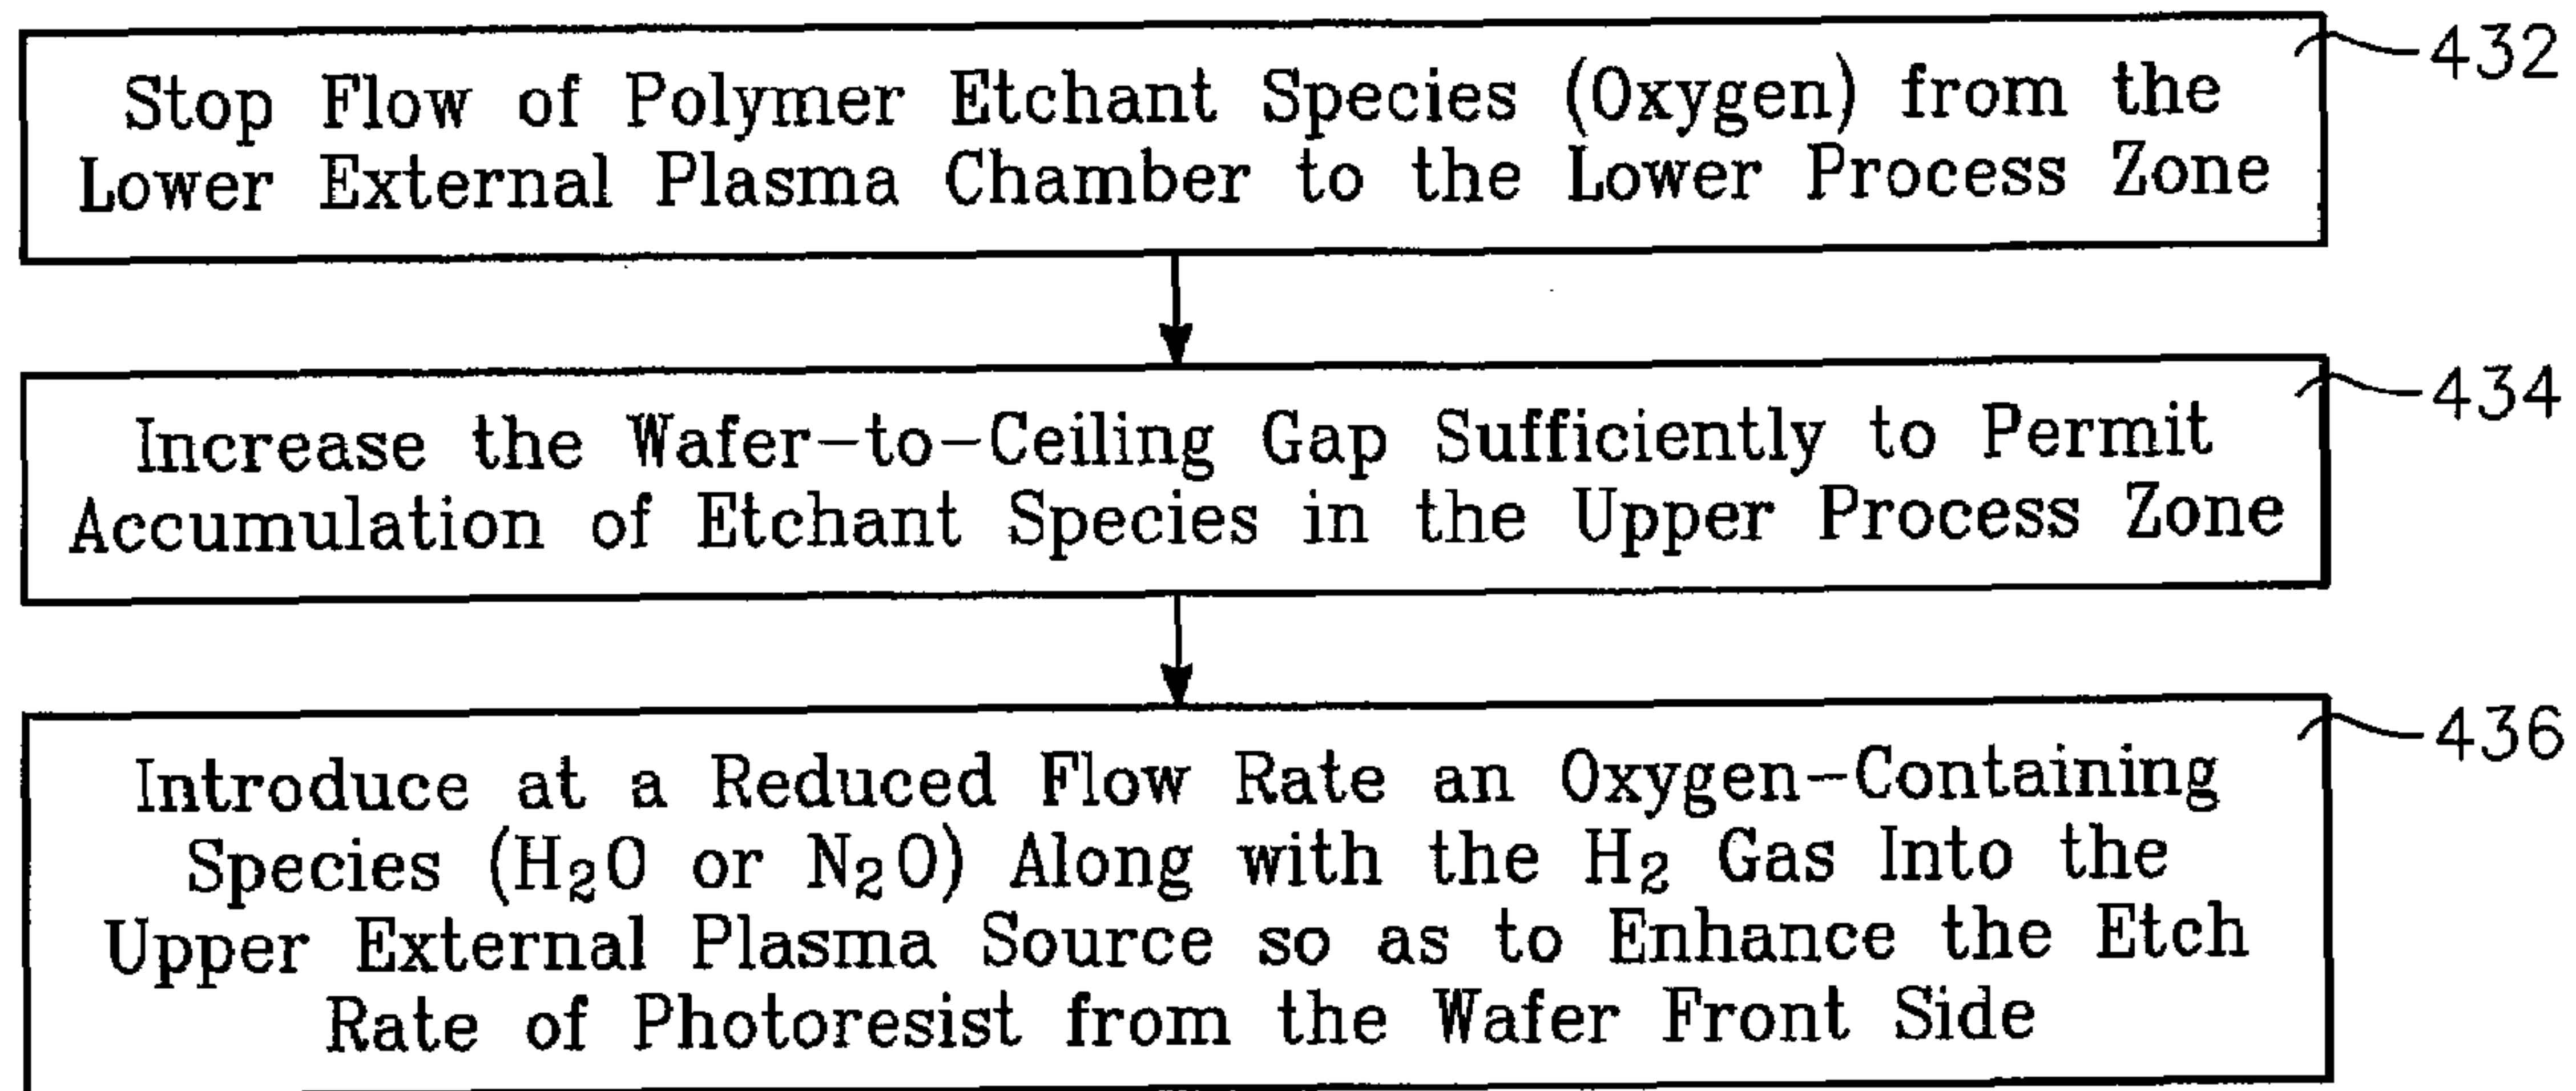 Stop Flow of Polymer Etchant Species (Oxygen) from the
Lower External Plasma Chamber to the Lower Process Zone
432
Increase the Wafer-to-Ceiling Gap Sufficiently to Permit
Accumulation of Etchant Species in the Upper Process Zone
434
Introduce at a Reduced Flow Rate an Oxygen-Containing
Species (H₂O or N₂O) Along with the H₂ Gas Into the
Upper External Plasma Source so as to Enhance the Etch
Rate of Photoresist from the Wafer Front Side
436